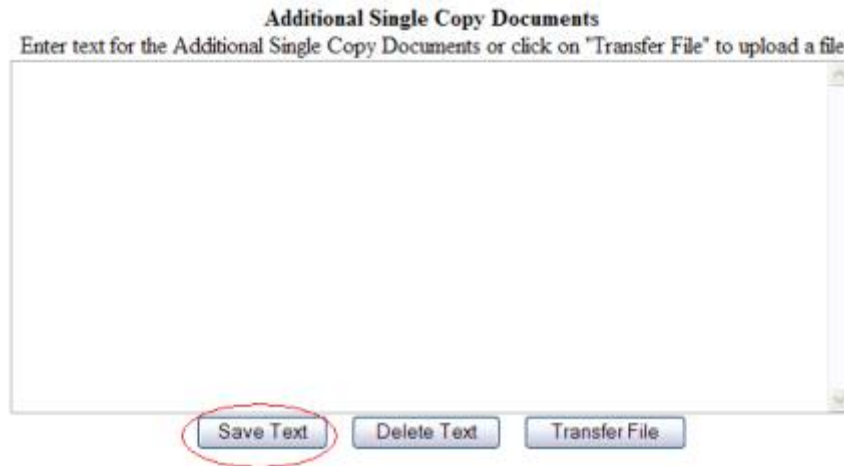 Additional Single Copy Documents
Enter text for the Additional Single Copy Documents or click on "Transfer File" to upload a file
Save Text Delete Text Transfer File